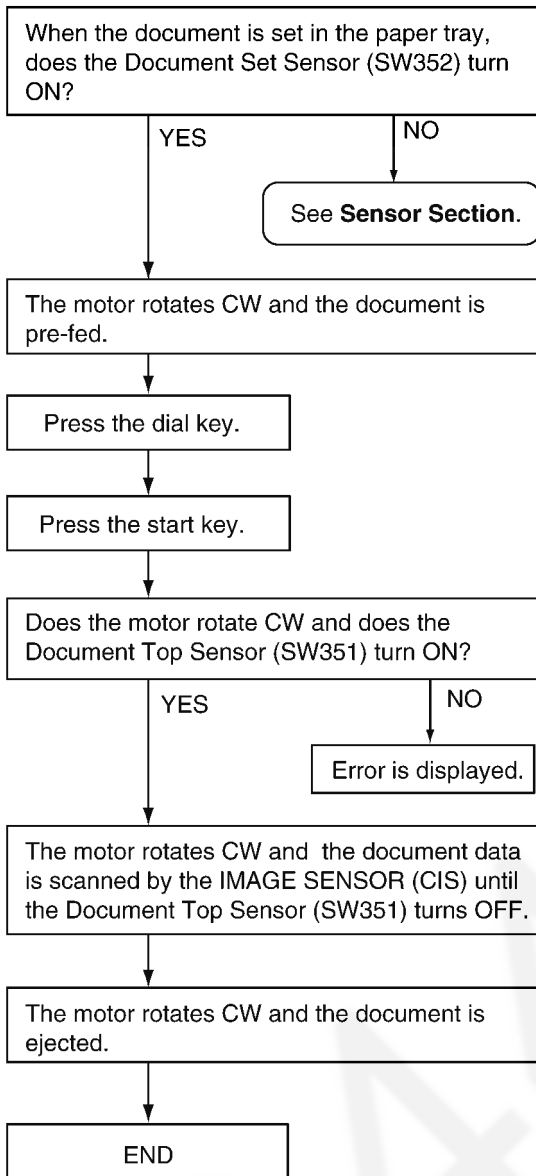 When the document is set in the paper tray,
does the Document Set Sensor (SW352) turn
ON?
YES
NO
See Sensor Section.
The motor rotates CW and the document is
pre-fed.
Press the dial key.
Press the start key.
Does the motor rotate CW and does the
Document Top Sensor (SW351) turn ON?
YES
NO
Error is displayed.
The motor rotates CW and the document data
is scanned by the IMAGE SENSOR (CIS) until
the Document Top Sensor (SW351) turns OFF.
The motor rotates CW and the document is
ejected.
END